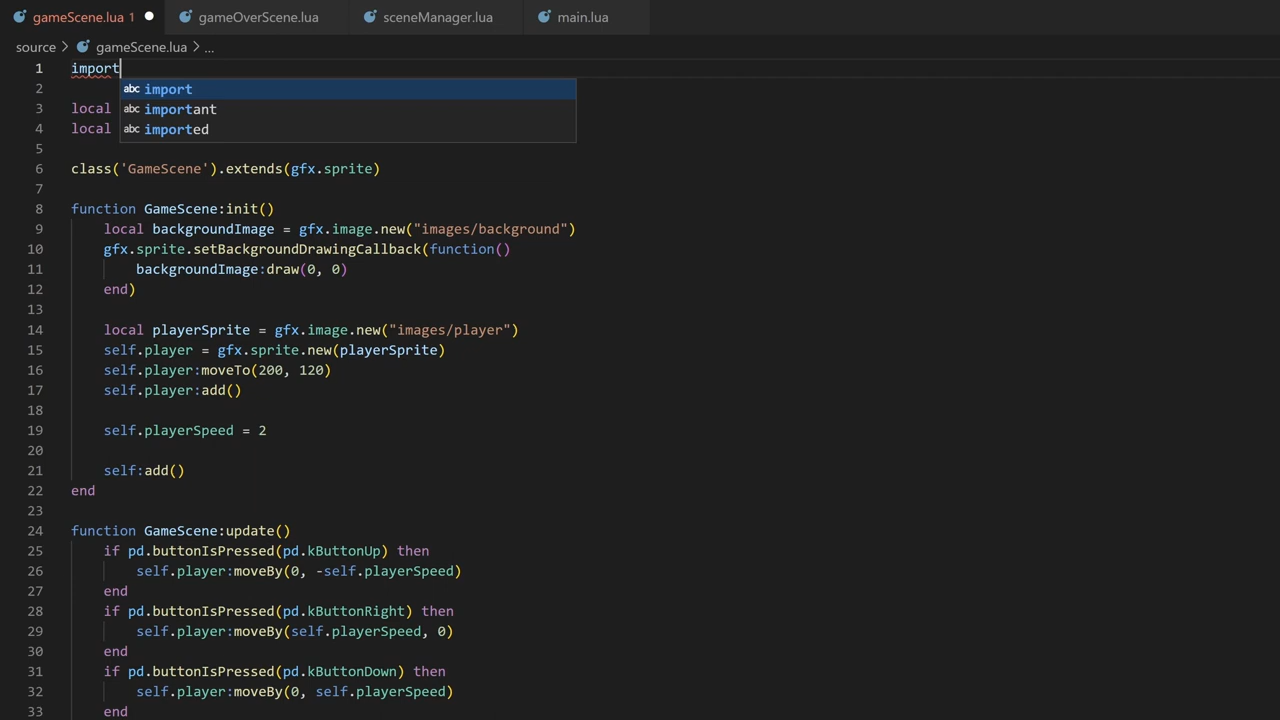 gameScene.lua 1 gameOverScene.lua sceneManager.lua main.lua
source > gameScene.lua > ...
1 import
2 abc import
3 local abc important
4 local abc imported
5
6 class('GameScene').extends(gfx.sprite)
7
8 function GameScene:init()
9 local backgroundImage = gfx.image.new("images/background")
10 gfx.sprite.setBackgroundDrawingCallback(function()
11 backgroundImage:draw(0, 0)
12 end)
13
14 local playerSprite = gfx.image.new("images/player")
15 self.player = gfx.sprite.new(playerSprite)
16 self.player:moveTo(200, 120)
17 self.player:add()
18
19 self.playerSpeed = 2
20
21 self:add()
22 end
23
24 function GameScene:update()
25 if pd.buttonIsPressed(pd.kButtonUp) then
26 self.player:moveBy(0, -self.playerSpeed)
27 end
28 if pd.buttonIsPressed(pd.kButtonRight) then
29 self.player:moveBy(self.playerSpeed, 0)
30 end
31 if pd.buttonIsPressed(pd.kButtonDown) then
32 self.player:moveBy(0, self.playerSpeed)
33 end